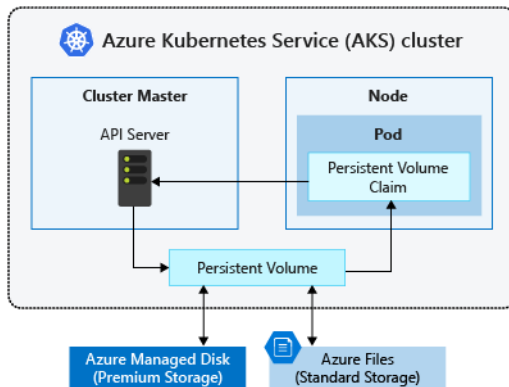 Azure Kubernetes Service (AKS) cluster
Cluster Master
API Server
Node
Pod
Persistent Volume
Claim
Persistent Volume
Azure Managed Disk
(Premium Storage)
Azure Files
(Standard Storage)